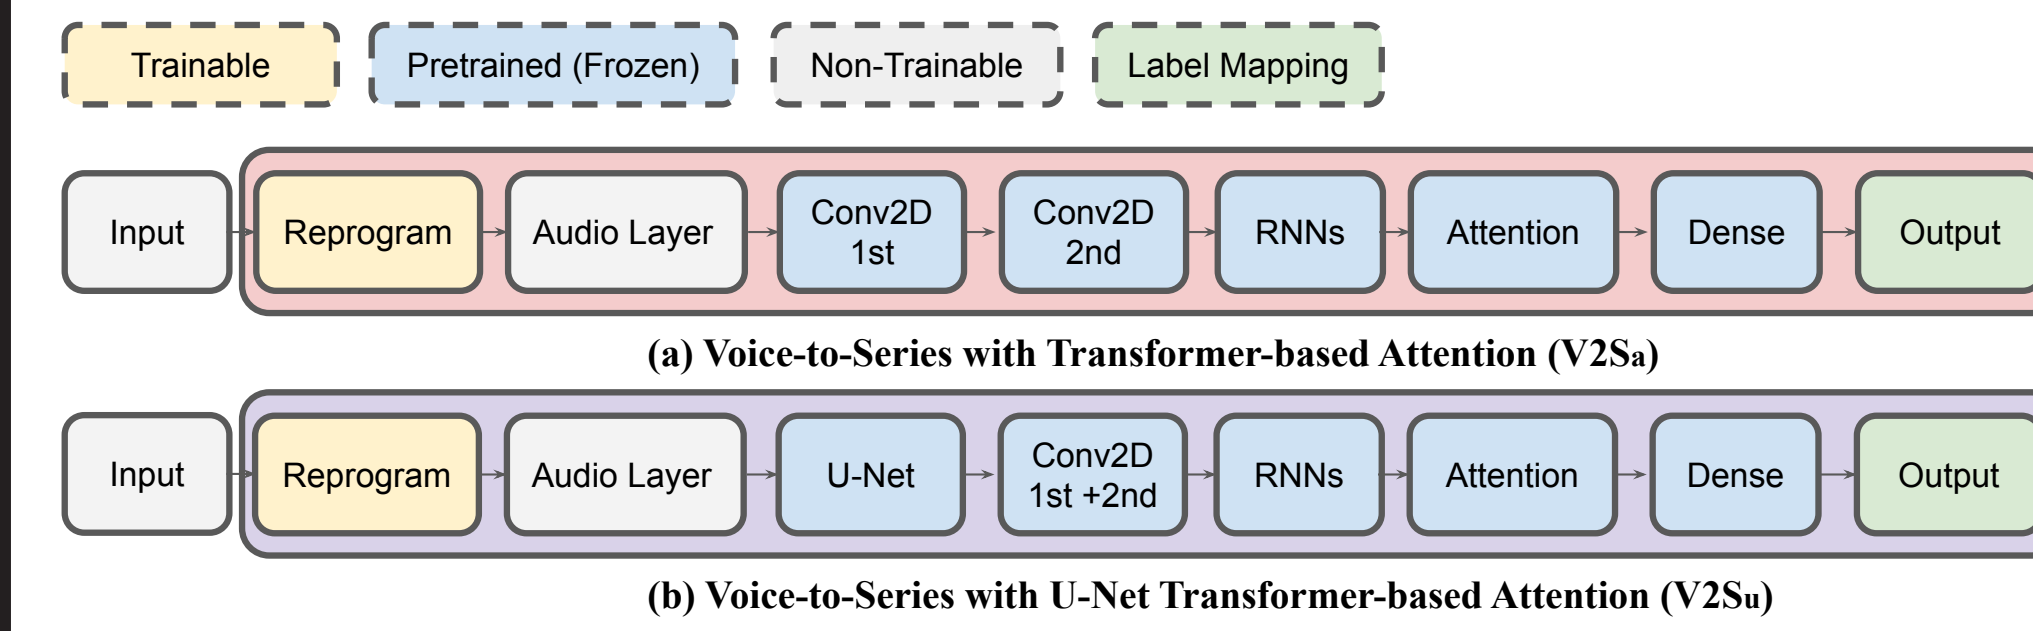 Trainable
Pretrained (Frozen)
Non-Trainable
Label Mapping
Input
Reprogram
Audio Layer
Conv2D
1st
Conv2D
2nd
RNNs
Attention
Dense
Output
(a) Voice-to-Series with Transformer-based Attention (V2Sa)
Input
Reprogram
Audio Layer
U-Net
Conv2D
1st +2nd
RNNs
Attention
Dense
Output
(b) Voice-to-Series with U-Net Transformer-based Attention (V2Su)